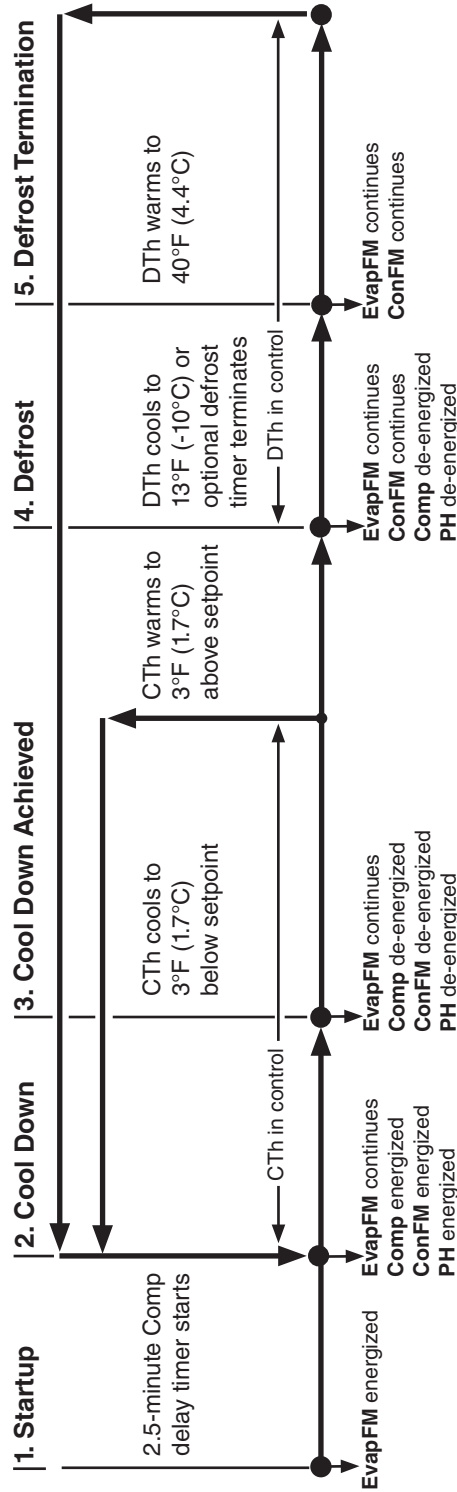 1. Startup
2.5-minute Comp
delay timer starts
EvapFM energized
2. Cool Down
CTh in control
EvapFM continues
Comp energized
ConFM energized
PH energized
3. Cool Down Achieved
CTh cools to
3°F (1.7°C)
below setpoint
CTh warms to
3°F (1.7°C)
above setpoint
EvapFM continues
Comp de-energized
ConFM de-energized
PH de-energized
4. Defrost
DTh cools to
13°F (-10°C) or
optional defrost
timer terminates
DTh in control
EvapFM continues
ConFM continues
Comp de-energized
PH de-energized
5. Defrost Termination
DTh warms to
40°F (4.4°C)
EvapFM continues
ConFM continues